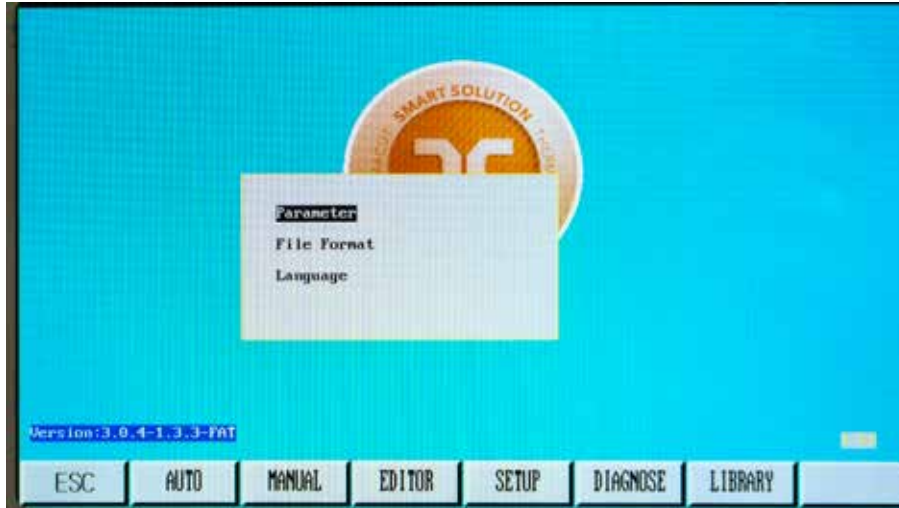 SMART SOLUTION
Parameter
File Format
Language
Version:3.0.4-1.3.3-FAT
ESC AUTO MANUAL EDITOR SETUP DIAGNOSE LIBRARY